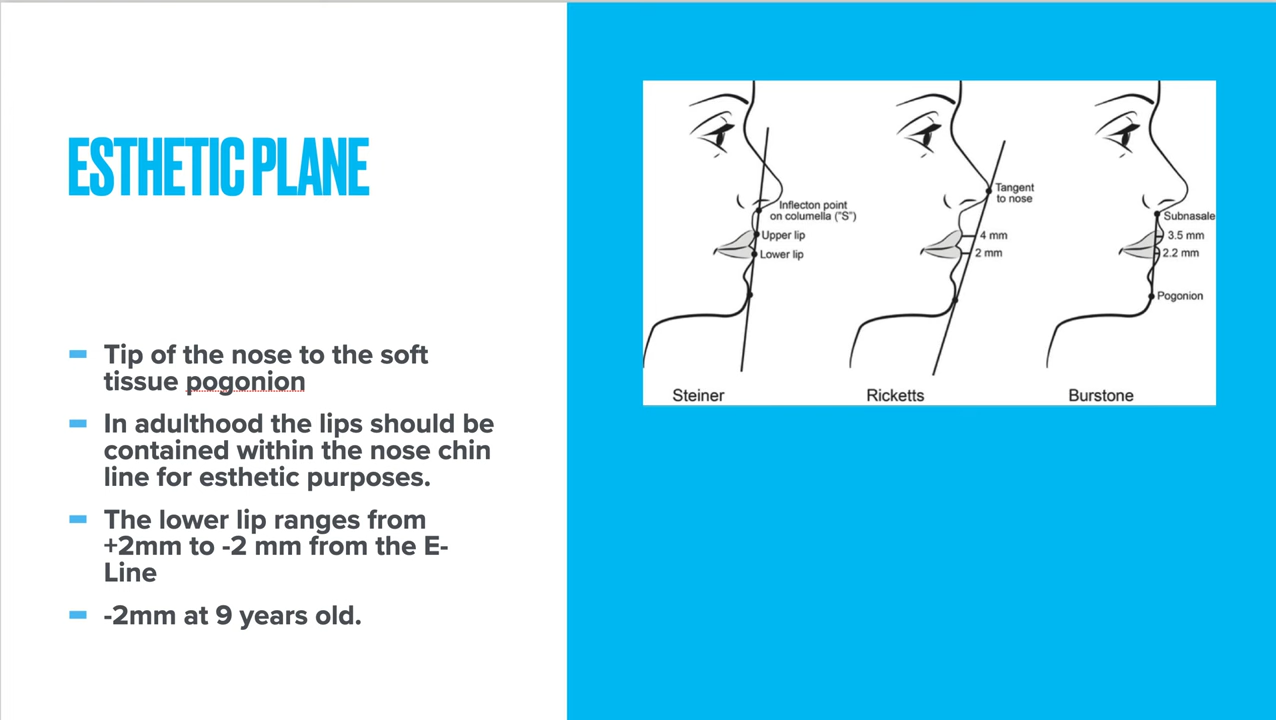 ESTHETIC PLANE
Tip of the nose to the soft
tissue pogonion
In adulthood the lips should be
contained within the nose chin
line for esthetic purposes.
The lower lip ranges from
+2mm to -2 mm from the E-
Line
-2mm at 9 years old.
Inflecton point
on columella ("S")
Upper lip
Lower lip
Steiner
Tangent
to nose
4 mm
2 mm
Ricketts
Subnasale
3.5 mm
2.2 mm
Pogonion
Burstone